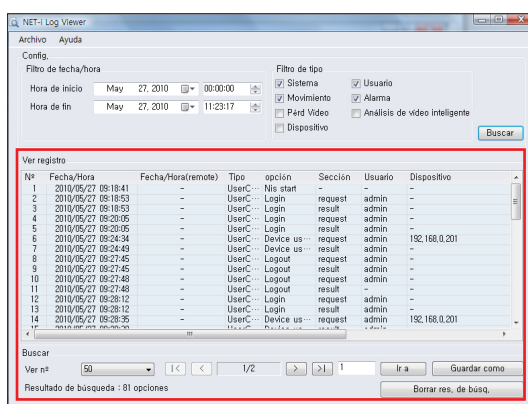 NET-i Log Viewer
Archivo Ayuda
Config,
Filtro de fecha/hora
Hora de inicio May 27, 2010 00:00:00
Hora de fin May 27, 2010 11:23:17
Filtro de tipo
Sistema Usuario
Movimiento Alarma
Pérd Vídeo Análisis de vídeo inteligente
Dispositivo
Buscar
Ver registro
Nº Fecha/Hora Fecha/Hora(remote) Tipo opción Sección Usuario Dispositivo
1 2010/05/27 09:18:41 - UserC··· Nis start - - -
2 2010/05/27 09:18:53 - UserC··· Login request admin -
3 2010/05/27 09:18:53 - UserC··· Login result admin -
4 2010/05/27 09:20:05 - UserC··· Login request admin -
5 2010/05/27 09:20:05 - UserC··· Login result admin -
6 2010/05/27 09:24:34 - UserC··· Device us··· request admin 192,168,0,201
7 2010/05/27 09:24:49 - UserC··· Device us··· result admin -
8 2010/05/27 09:27:45 - UserC··· Logout request admin -
9 2010/05/27 09:27:45 - UserC··· Logout result admin -
10 2010/05/27 09:27:48 - UserC··· Logout request admin -
11 2010/05/27 09:27:48 - UserC··· Logout result - -
12 2010/05/27 09:28:12 - UserC··· Login request admin -
13 2010/05/27 09:28:12 - UserC··· Login result admin -
14 2010/05/27 09:28:35 - UserC··· Device us··· request admin 192,168,0,201
Buscar
Ver nº 50 |< < 1/2 > >| 1 Ir a Guardar como
Resultado de búsqueda : 81 opciones Borrar res, de búsq,